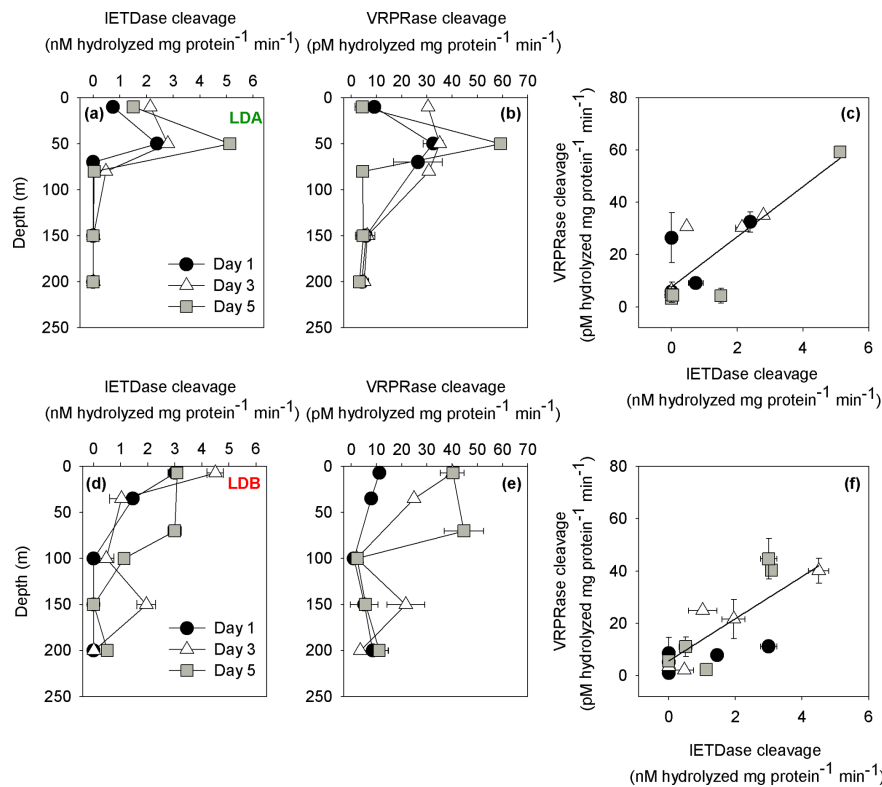 IETDase cleavage
(nM hydrolyzed mg protein⁻¹ min⁻¹)
0 1 2 3 4 5 6
VRPRase cleavage
(pM hydrolyzed mg protein⁻¹ min⁻¹)
0 10 20 30 40 50 60 70
Depth (m)
0
50
100
150
200
250
(a)
LDA
Day 1
Day 3
Day 5
(b)
VRPRase cleavage
(pM hydrolyzed mg protein⁻¹ min⁻¹)
80
60
40
20
0
(c)
0 2 4 6
IETDase cleavage
(nM hydrolyzed mg protein⁻¹ min⁻¹)
IETDase cleavage
(nM hydrolyzed mg protein⁻¹ min⁻¹)
0 1 2 3 4 5 6
VRPRase cleavage
(pM hydrolyzed mg protein⁻¹ min⁻¹)
0 10 20 30 40 50 60 70
Depth (m)
0
50
100
150
200
250
(d)
LDB
Day 1
Day 3
Day 5
(e)
VRPRase cleavage
(pM hydrolyzed mg protein⁻¹ min⁻¹)
80
60
40
20
0
(f)
0 2 4 6
IETDase cleavage
(nM hydrolyzed mg protein⁻¹ min⁻¹)